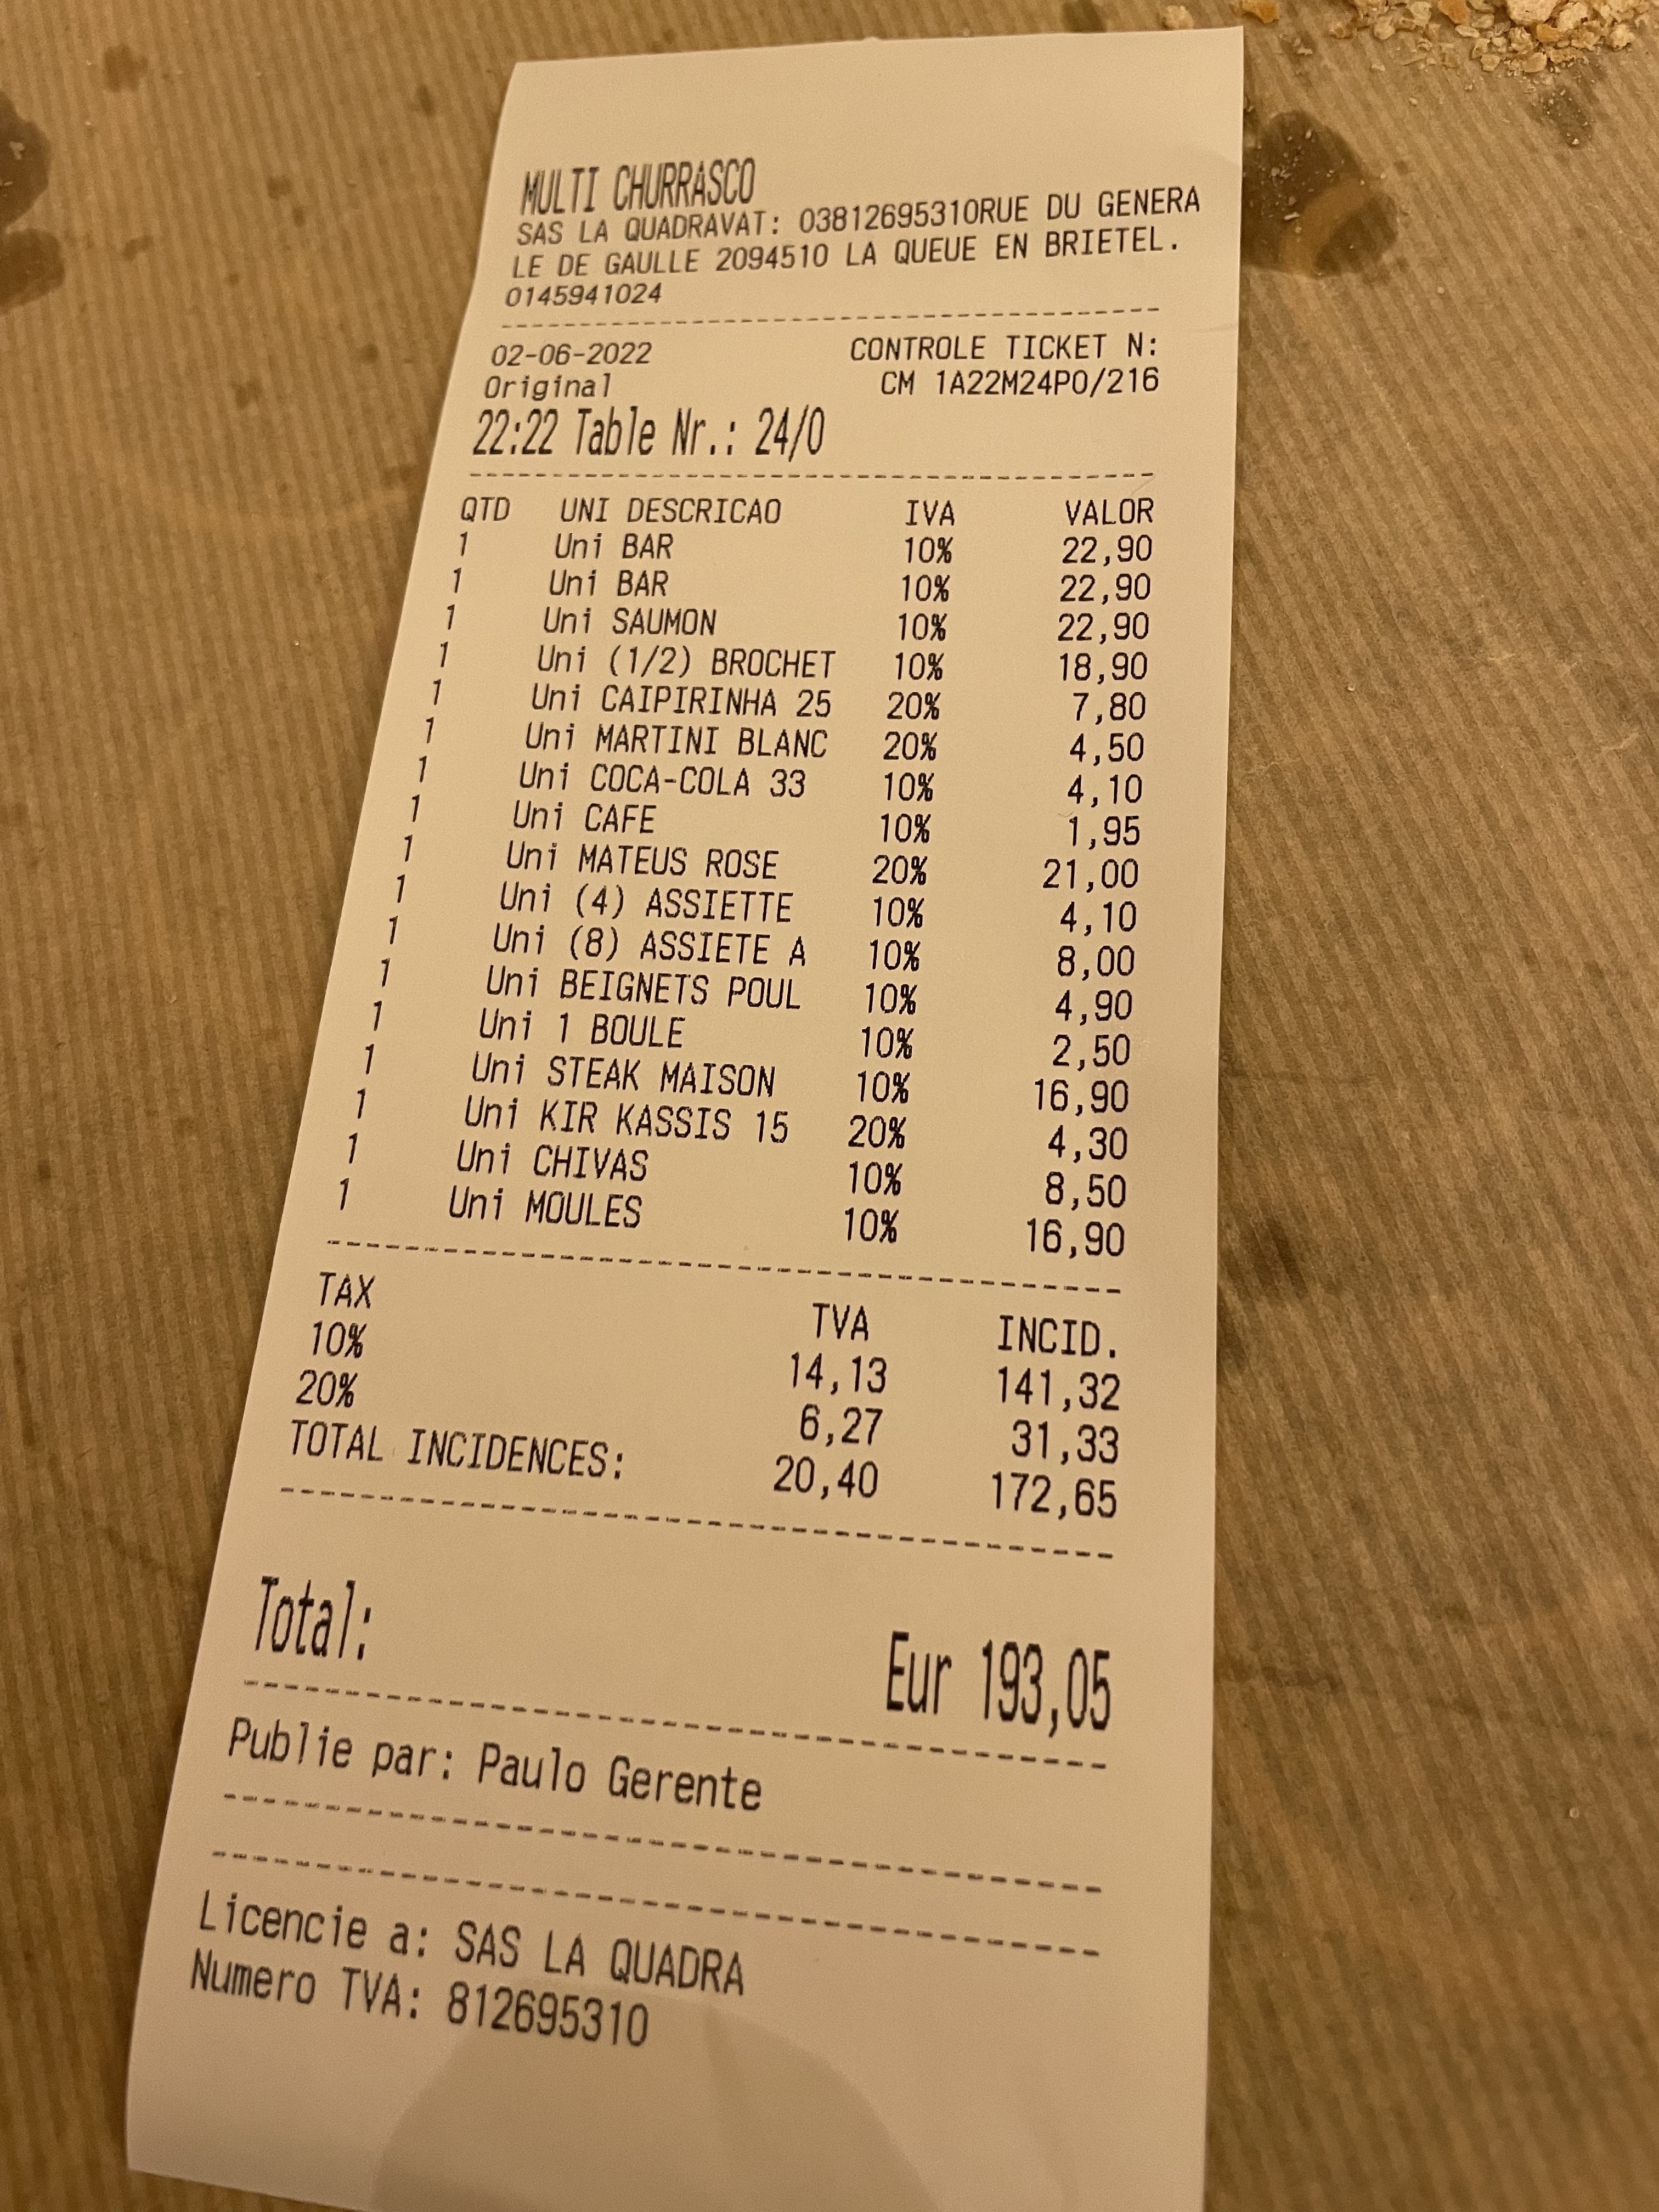 MULTI CHURRASCO
SAS LA QUADRAVAT: 03812695310RUE DU GENERA
LE DE GAULLE 2094510 LA QUEUE EN BRIETEL.
0145941024
02-06-2022 CONTROLE TICKET N:
Original CM 1A22M24PO/216
22:22 Table Nr.: 24/0
QTD UNI DESCRICAO IVA VALOR
1 Uni BAR 10% 22,90
1 Uni BAR 10% 22,90
1 Uni SAUMON 10% 22,90
1 Uni (1/2) BROCHET 10% 18,90
1 Uni CAIPIRINHA 25 20% 7,80
1 Uni MARTINI BLANC 20% 4,50
1 Uni COCA-COLA 33 10% 4,10
1 Uni CAFE 10% 1,95
1 Uni MATEUS ROSE 20% 21,00
1 Uni (4) ASSIETTE 10% 4,10
1 Uni (8) ASSIETE A 10% 8,00
1 Uni BEIGNETS POUL 10% 4,90
1 Uni 1 BOULE 10% 2,50
1 Uni STEAK MAISON 10% 16,90
1 Uni KIR KASSIS 15 20% 4,30
1 Uni CHIVAS 10% 8,50
1 Uni MOULES 10% 16,90
TAX TVA INCID.
10% 14,13 141,32
20% 6,27 31,33
TOTAL INCIDENCES: 20,40 172,65
Total: Eur 193,05
Publie par: Paulo Gerente
Licencie a: SAS LA QUADRA
Numero TVA: 812695310